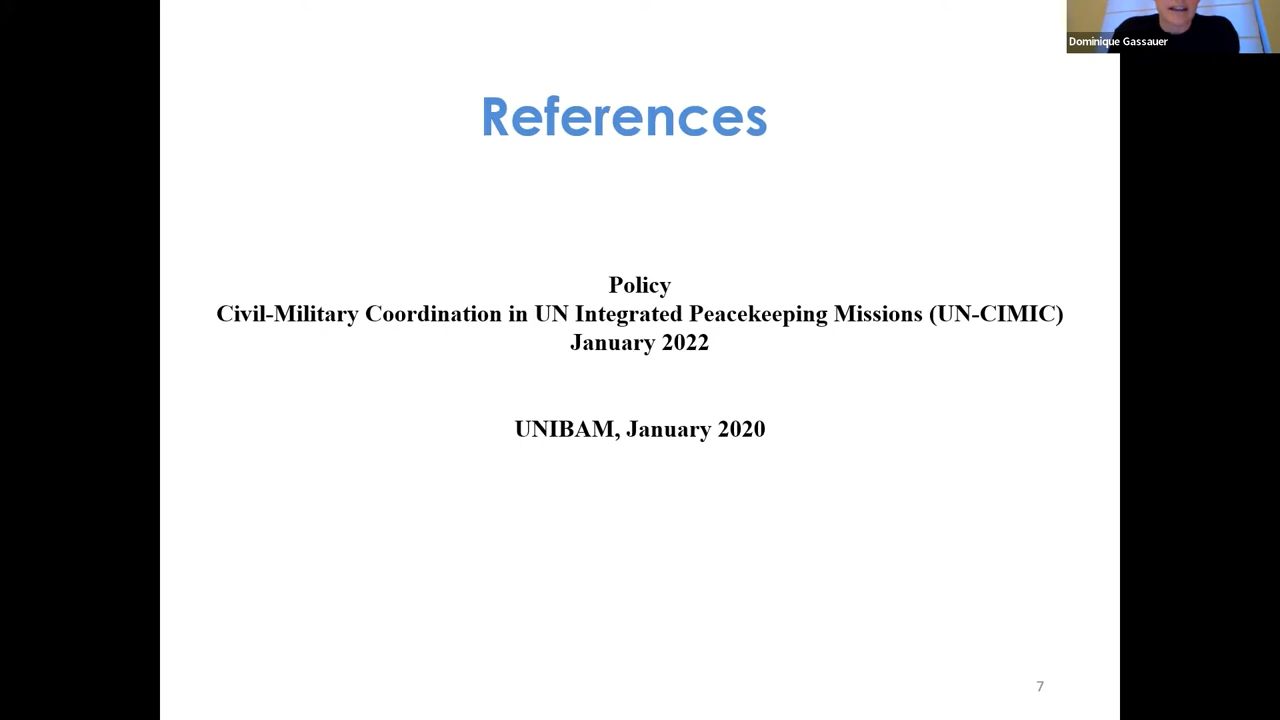 Dominique Gassauer
References
Policy
Civil-Military Coordination in UN Integrated Peacekeeping Missions (UN-CIMIC)
January 2022
UNIBAM, January 2020
7